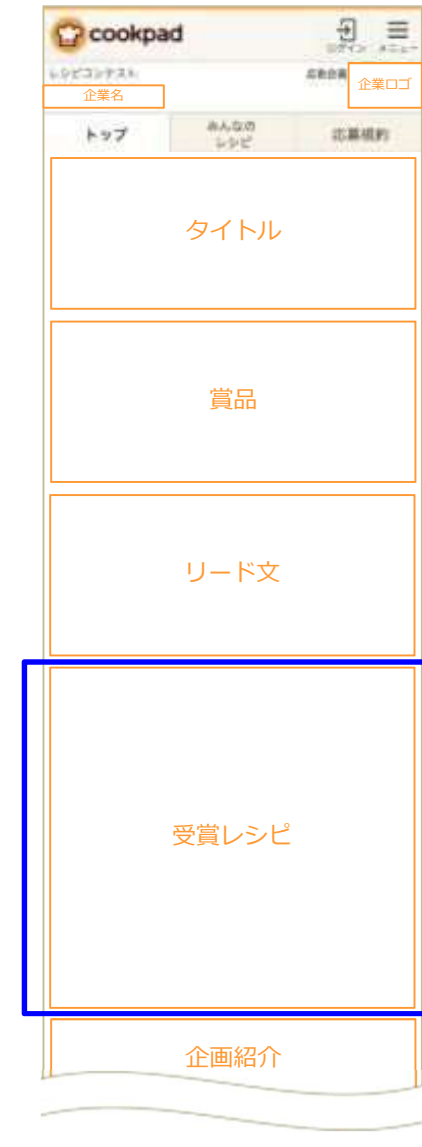 cookpad
ログイン メニュー
レシピコンテスト
企業名
企業ロゴ
トップ
みんなの
レシピ
応募規約
タイトル
賞品
リード文
受賞レシピ
企画紹介